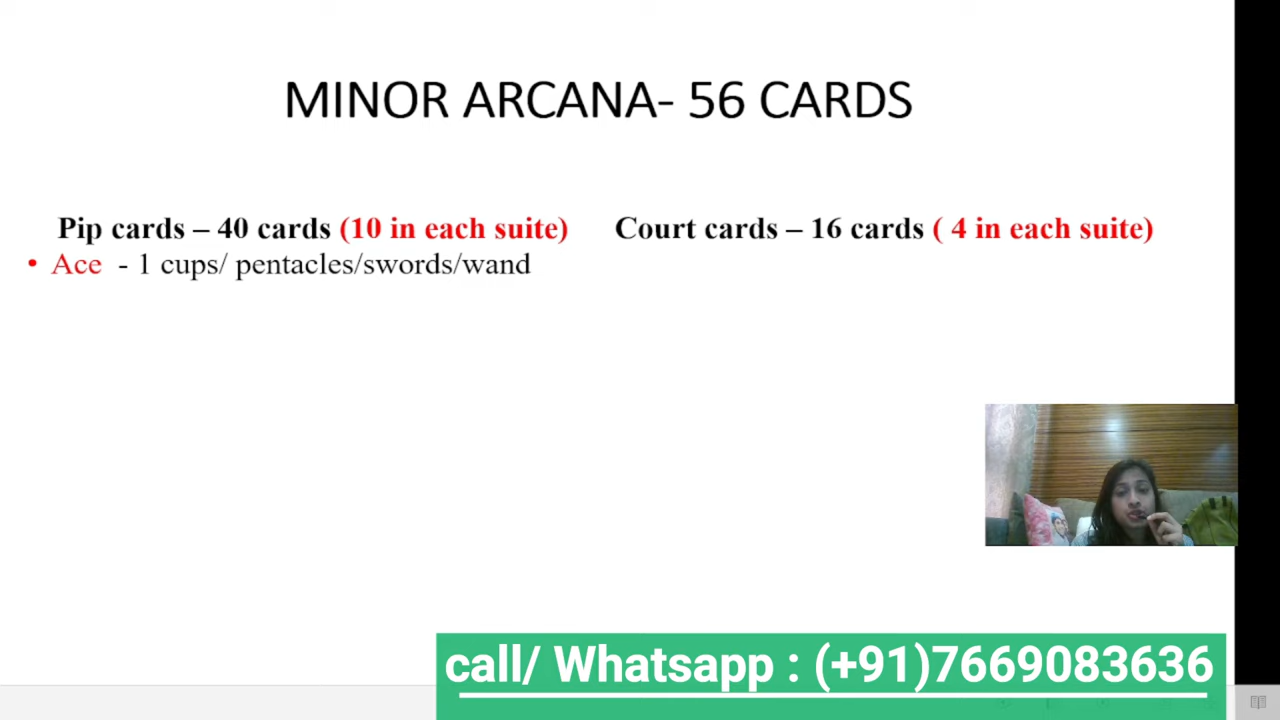 MINOR ARCANA- 56 CARDS
Pip cards – 40 cards (10 in each suite)
• Ace - 1 cups/ pentacles/swords/wand
Court cards – 16 cards ( 4 in each suite)
call/ Whatsapp : (+91)7669083636